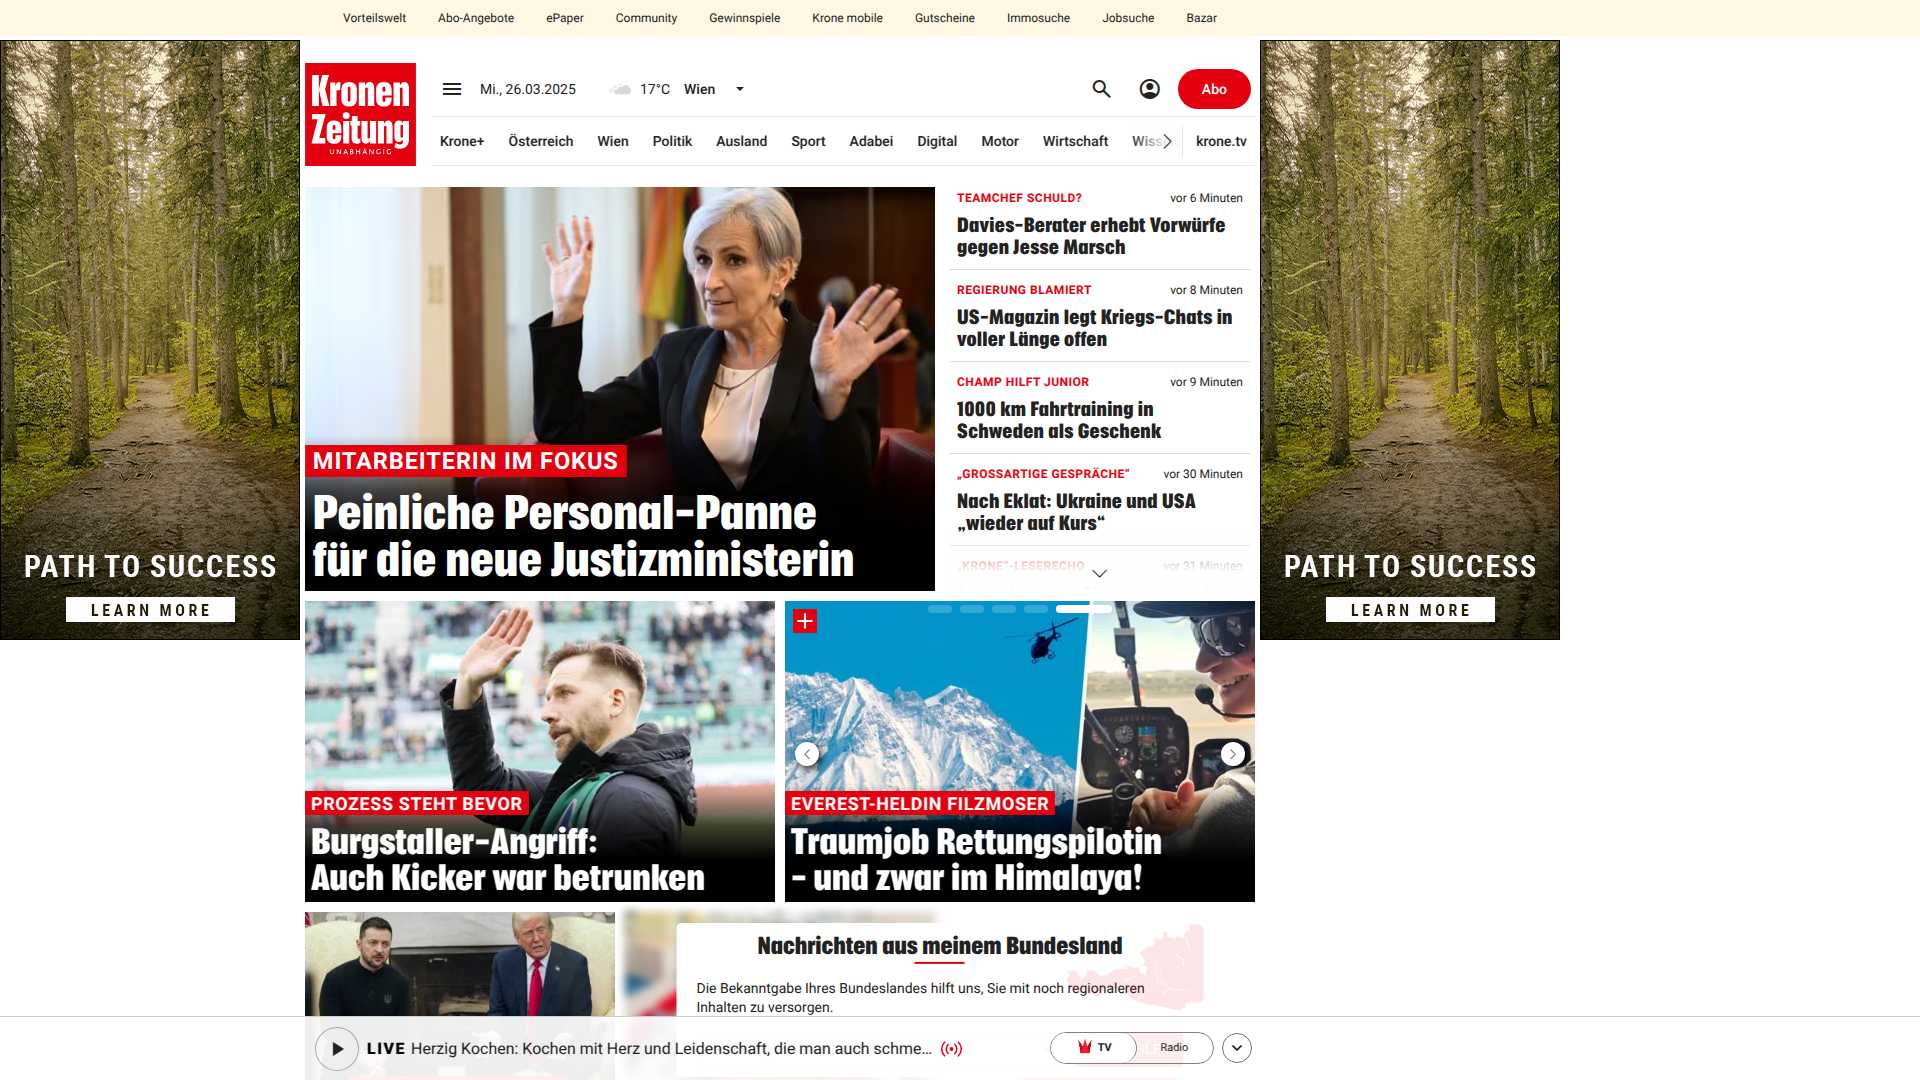 Vorteilswelt
Abo-Angebote
ePaper
Community
Gewinnspiele
Krone mobile
Gutscheine
Immosuche
Jobsuche
Bazar
Kronen
Zeitung
UNABHÄNGIG
Mi., 26.03.2025
17°C
Wien
Abo
Krone+
Österreich
Wien
Politik
Ausland
Sport
Adabei
Digital
Motor
Wirtschaft
Wiss
krone.tv
MITARBEITERIN IM FOKUS
Peinliche Personal-Panne
für die neue Justizministerin
TEAMCHEF SCHULD?
vor 6 Minuten
Davies-Berater erhebt Vorwürfe
gegen Jesse Marsch
REGIERUNG BLAMIERT
vor 8 Minuten
US-Magazin legt Kriegs-Chats in
voller Länge offen
CHAMP HILFT JUNIOR
vor 9 Minuten
1000 km Fahrtraining in
Schweden als Geschenk
„GROSSARTIGE GESPRÄCHE“
vor 30 Minuten
Nach Eklat: Ukraine und USA
„wieder auf Kurs“
„KRONE“-LESERECHO
vor 31 Minuten
PATH TO SUCCESS
LEARN MORE
PATH TO SUCCESS
LEARN MORE
PROZESS STEHT BEVOR
Burgstaller-Angriff:
Auch Kicker war betrunken
EVEREST-HELDIN FILZMOSER
Traumjob Rettungspilotin
– und zwar im Himalaya!
Nachrichten aus meinem Bundesland
Die Bekanntgabe Ihres Bundeslandes hilft uns, Sie mit noch regionaleren
Inhalten zu versorgen.
LIVE Herzig Kochen: Kochen mit Herz und Leidenschaft, die man auch schme...
TV
Radio